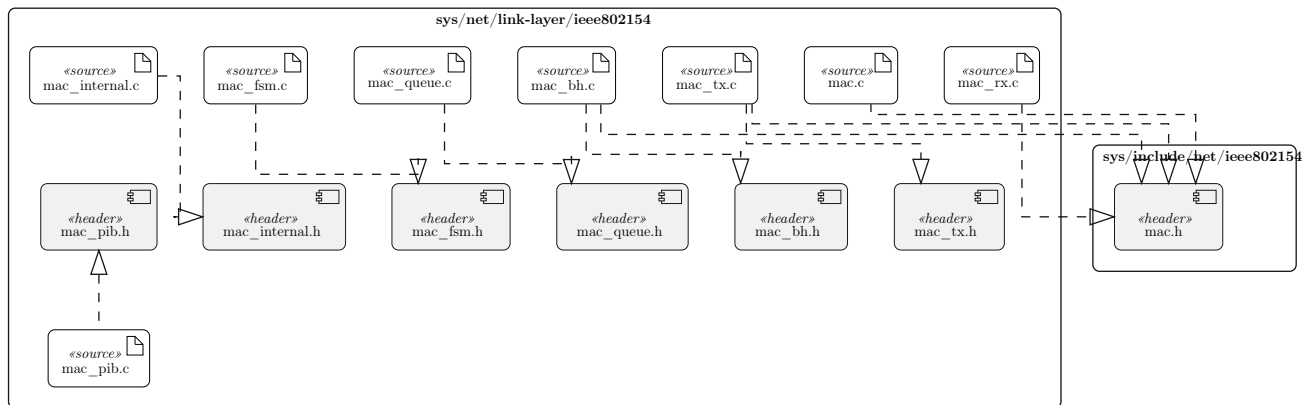 sys/net/link-layer/ieee802154
«source»
mac_internal.c
«source»
mac_fsm.c
«source»
mac_queue.c
«source»
mac_bh.c
«source»
mac_tx.c
«source»
mac.c
«source»
mac_rx.c
sys/include/net/ieee802154
«header»
mac_pib.h
«header»
mac_internal.h
«header»
mac_fsm.h
«header»
mac_queue.h
«header»
mac_bh.h
«header»
mac_tx.h
«header»
mac.h
«source»
mac_pib.c